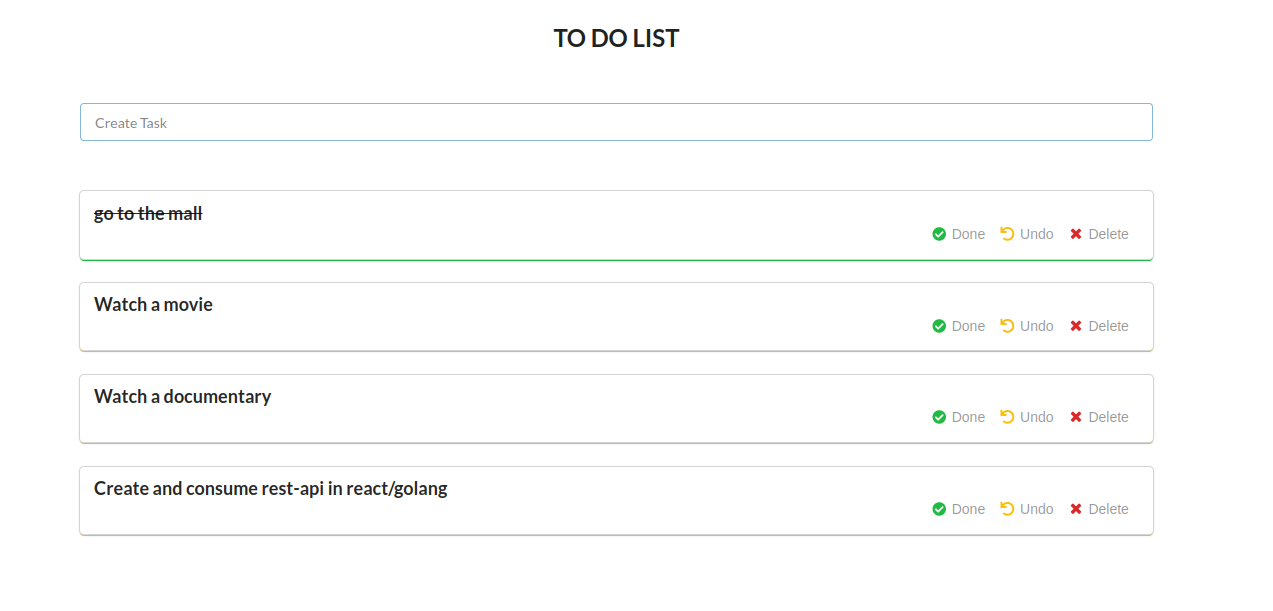 TO DO LIST
Create Task
go to the mall
Done Undo Delete
Watch a movie
Done Undo Delete
Watch a documentary
Done Undo Delete
Create and consume rest-api in react/golang
Done Undo Delete